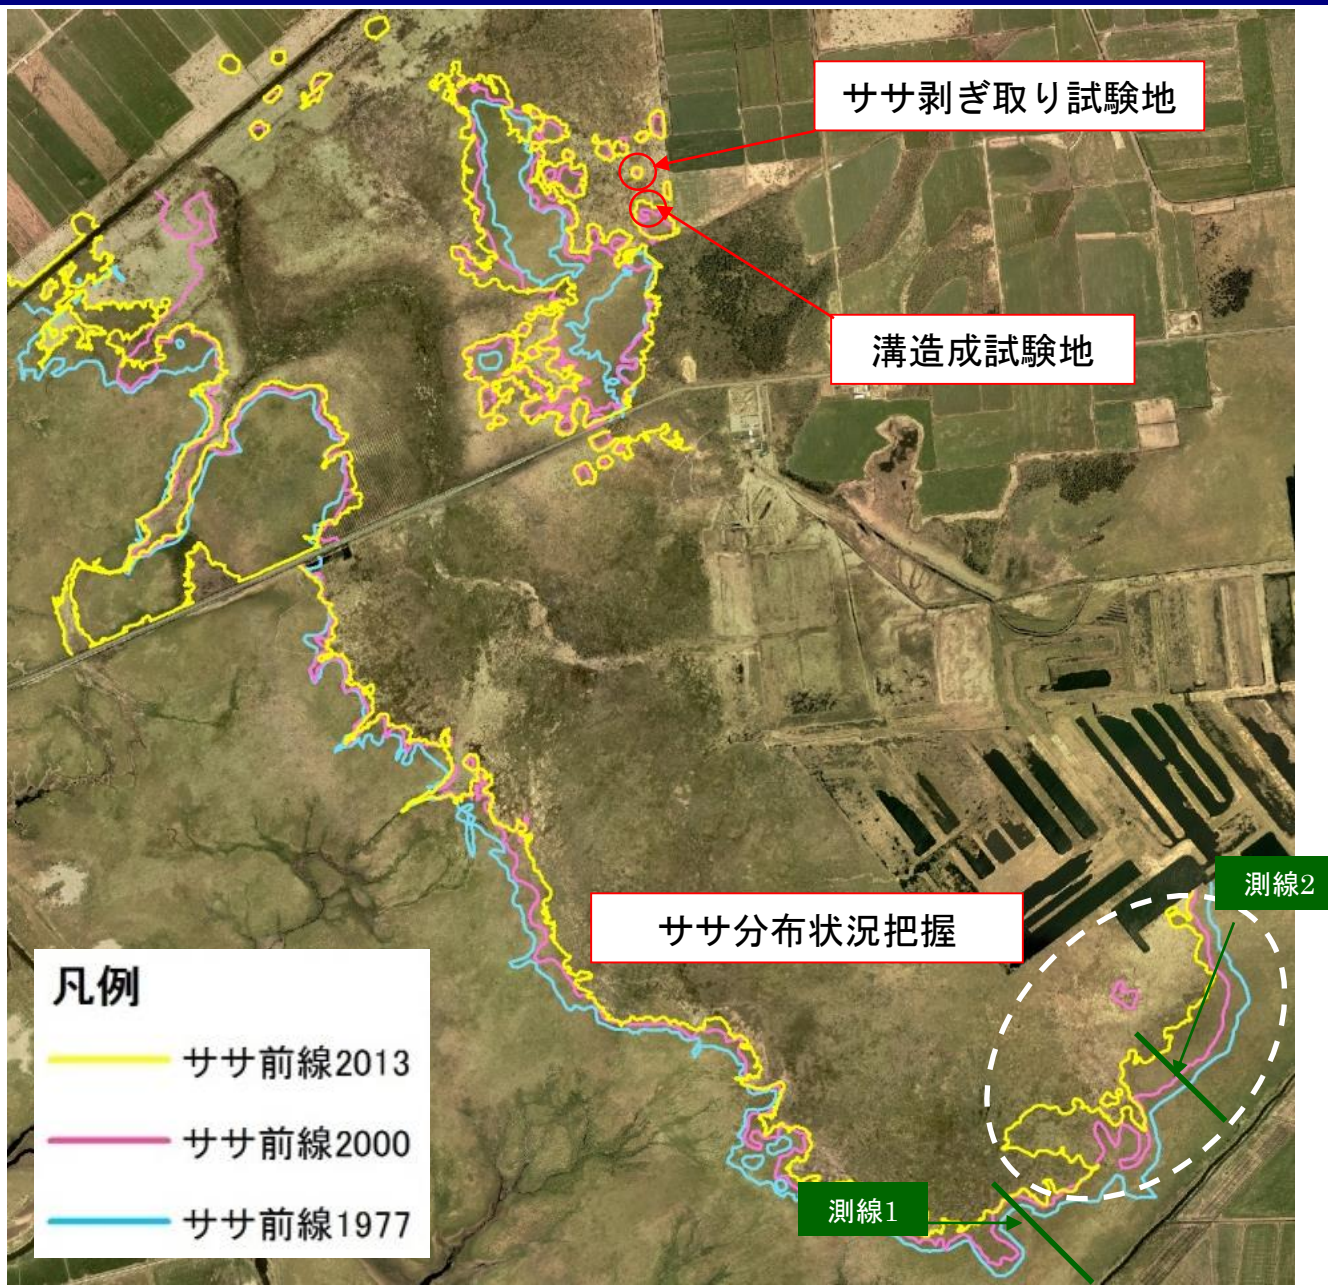 ササ剥ぎ取り試験地
溝造成試験地
測線2
ササ分布状況把握
凡例
ササ前線2013
ササ前線2000
ササ前線1977
測線1